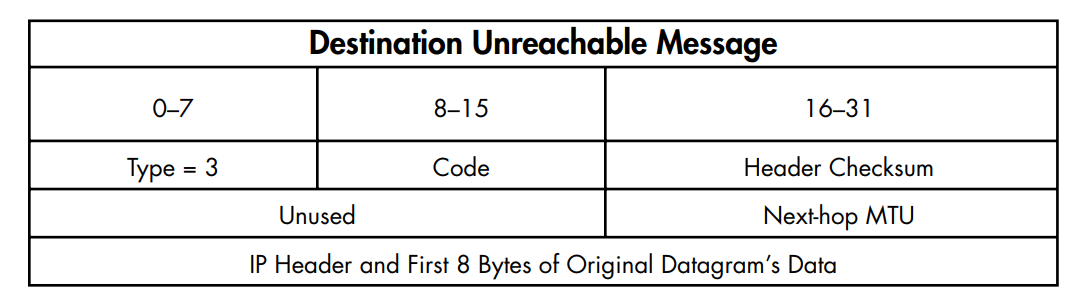 Destination Unreachable Message
0–7 8–15 16–31
Type = 3 Code Header Checksum
Unused Next-hop MTU
IP Header and First 8 Bytes of Original Datagram’s Data